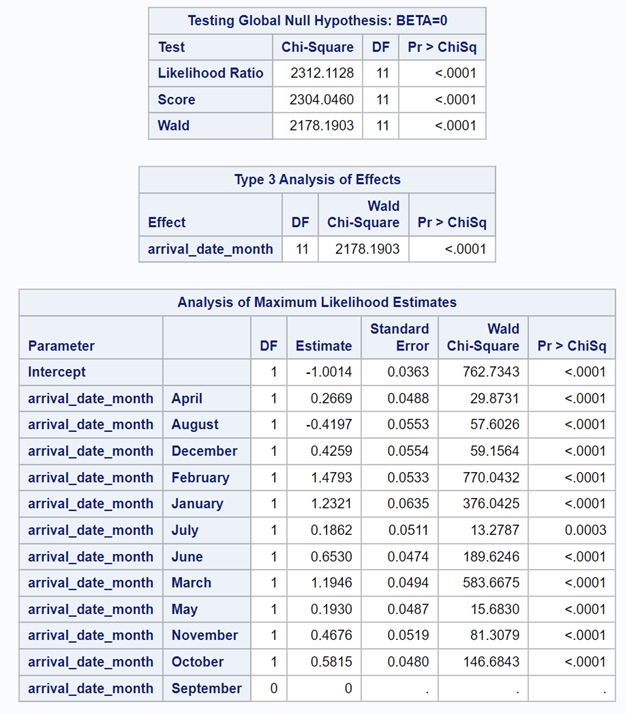 Testing Global Null Hypothesis: BETA=0
Test Chi-Square DF Pr > ChiSq
Likelihood Ratio 2312.1128 11 <.0001
Score 2304.0460 11 <.0001
Wald 2178.1903 11 <.0001
Type 3 Analysis of Effects
Effect DF Wald Chi-Square Pr > ChiSq
arrival_date_month 11 2178.1903 <.0001
Analysis of Maximum Likelihood Estimates
Parameter DF Estimate Standard Error Wald Chi-Square Pr > ChiSq
Intercept 1 -1.0014 0.0363 762.7343 <.0001
arrival_date_month April 1 0.2669 0.0488 29.8731 <.0001
arrival_date_month August 1 -0.4197 0.0553 57.6026 <.0001
arrival_date_month December 1 0.4259 0.0554 59.1564 <.0001
arrival_date_month February 1 1.4793 0.0533 770.0432 <.0001
arrival_date_month January 1 1.2321 0.0635 376.0425 <.0001
arrival_date_month July 1 0.1862 0.0511 13.2787 0.0003
arrival_date_month June 1 0.6530 0.0474 189.6246 <.0001
arrival_date_month March 1 1.1946 0.0494 583.6675 <.0001
arrival_date_month May 1 0.1930 0.0487 15.6830 <.0001
arrival_date_month November 1 0.4676 0.0519 81.3079 <.0001
arrival_date_month October 1 0.5815 0.0480 146.6843 <.0001
arrival_date_month September 0 0 . . .